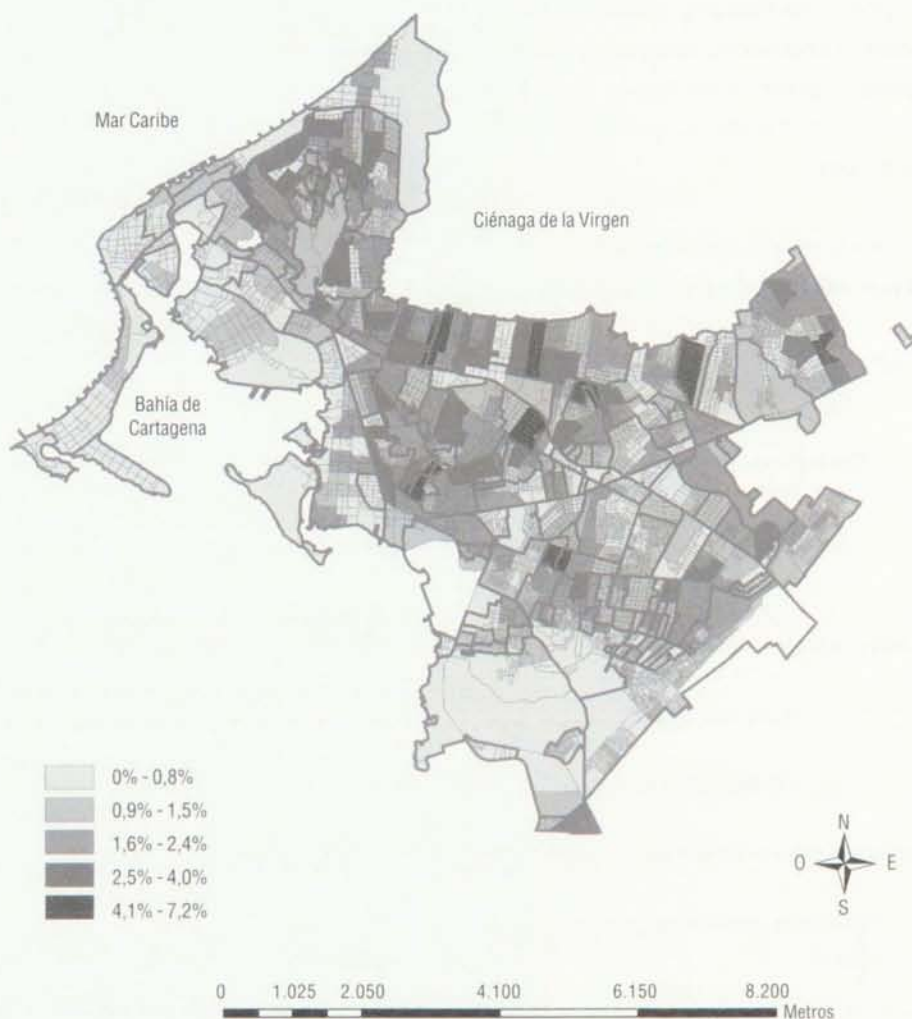 Mar Caribe
Ciénaga de la Virgen
Bahía de
Cartagena
0% - 0,8%
0,9% - 1,5%
1,6% - 2,4%
2,5% - 4,0%
4,1% - 7,2%
N
O E
S
0 1.025 2.050 4.100 6.150 8.200
Metros